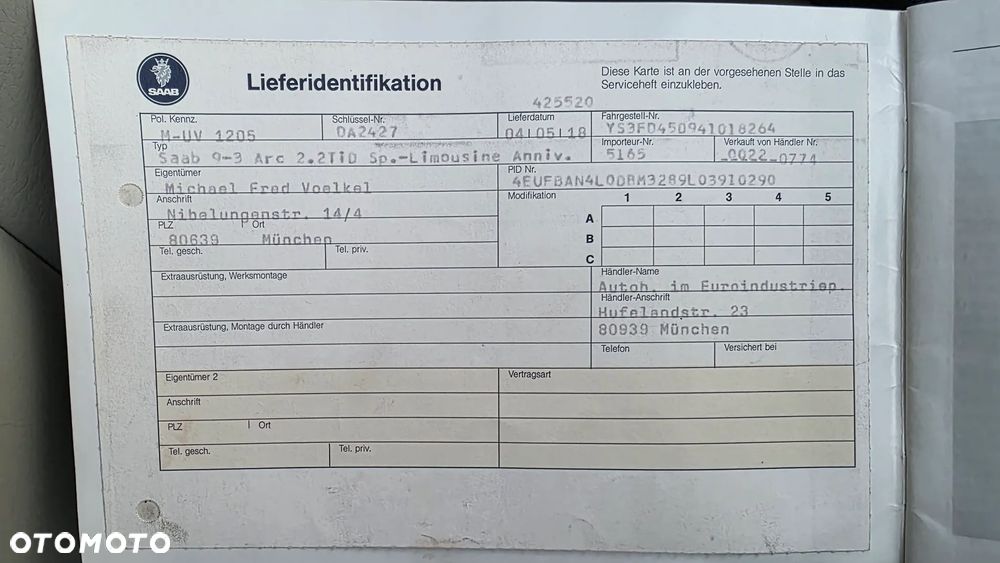 SAAB
Lieferidentifikation
Diese Karte ist an der vorgesehenen Stelle in das
Serviceheft einzukleben.
425520
Pol. Kennz.
M-UV 1205
Schlüssel-Nr.
DA2427
Lieferdatum
04|05|18
Fahrgestell-Nr.
YS3FD450941018264
Typ
Saab 9-3 Arc 2.2TiD Sp.-Limousine Anniv.
Importeur-Nr.
5165
Verkauft von Händler Nr.
0022 0774
Eigentümer
Michael Fred Voelkel
PID Nr.
4EUFBAN4L0DBM3289L03910290
Anschrift
Nibelungenstr. 14/4
Modifikation
1 2 3 4 5
A
B
C
PLZ Ort
80639 München
Tel. gesch.
Tel. priv.
Extraausrüstung, Werksmontage
Händler-Name
Autoh. im Euroindustriep.
Händler-Anschrift
Hufelandstr. 23
80939 München
Extraausrüstung, Montage durch Händler
Telefon
Versichert bei
Eigentümer 2
Vertragsart
Anschrift
PLZ Ort
Tel. gesch.
Tel. priv.
OTOMOTO